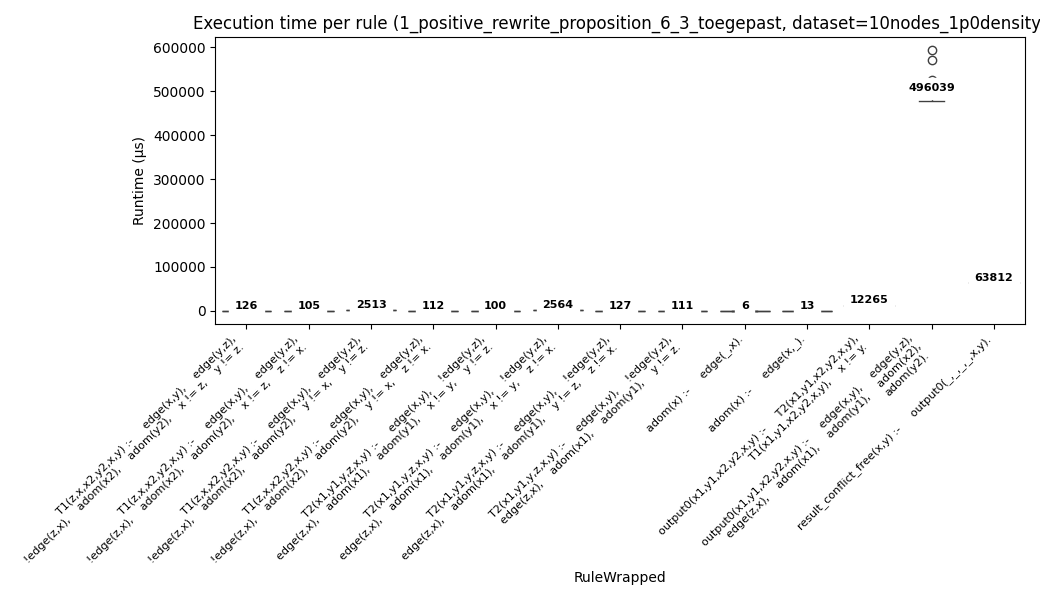 Execution time per rule (1_positive_rewrite_proposition_6_3_toegepast, dataset=10nodes_1p0density
Runtime (µs)
600000
500000
400000
300000
200000
100000
0
126
105
2513
112
100
2564
127
111
6
13
12265
496039
63812
T1(z,x,x2,y2,x,y) :- edge(x,y), edge(y,z),
!edge(z,x), adom(x2), adom(y2), x != z, y != z.
T1(z,x,x2,y2,x,y) :- edge(x,y), edge(y,z),
!edge(z,x), adom(x2), adom(y2), x != z, z != x.
T1(z,x,x2,y2,x,y) :- edge(x,y), edge(y,z),
!edge(z,x), adom(x2), adom(y2), y != x, y != z.
T1(z,x,x2,y2,x,y) :- edge(x,y), edge(y,z),
!edge(z,x), adom(x2), adom(y2), y != x, z != x.
T2(x1,y1,y,z,x,y) :- edge(x,y), !edge(y,z),
edge(z,x), adom(x1), adom(y1), x != y, y != z.
T2(x1,y1,y,z,x,y) :- edge(x,y), !edge(y,z),
edge(z,x), adom(x1), adom(y1), x != y, z != x.
T2(x1,y1,y,z,x,y) :- edge(x,y), !edge(y,z),
edge(z,x), adom(x1), adom(y1), y != z, z != x.
T2(x1,y1,y,z,x,y) :- edge(x,y), !edge(y,z),
edge(z,x), adom(x1), adom(y1), y != z.
adom(x) :- edge(_,x).
adom(x) :- edge(x,_).
output0(x1,y1,x2,y2,x,y) :- T2(x1,y1,x2,y2,x,y),
T1(x1,y1,x2,y2,x,y), x != y.
output0(x1,y1,x2,y2,x,y) :- edge(x,y), edge(y,z),
edge(z,x), adom(x1), adom(y1), adom(x2),
adom(y2).
result_conflict_free(x,y) :- output0(_,_,_,_,x,y).
RuleWrapped